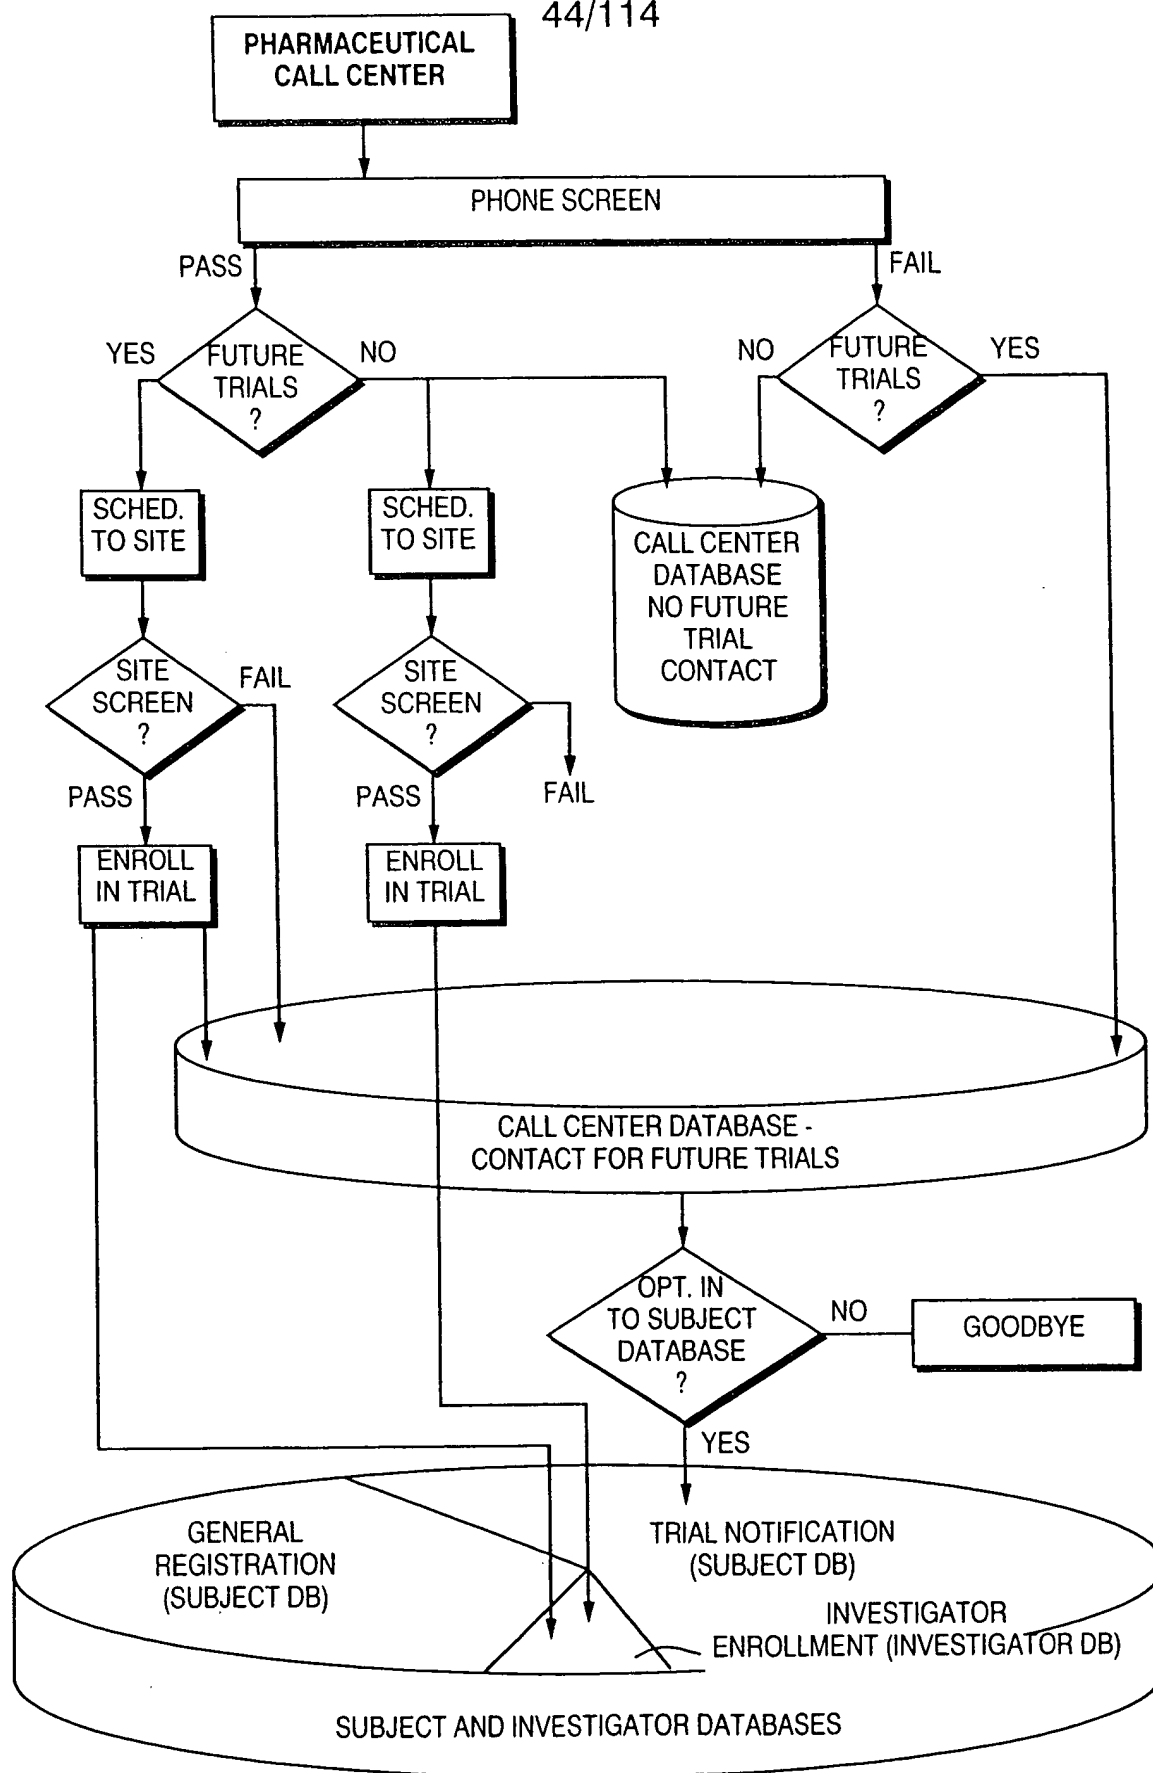 44/114
PHARMACEUTICAL
CALL CENTER
PHONE SCREEN
PASS
FAIL
YES
FUTURE
TRIALS
?
NO
NO
FUTURE
TRIALS
?
YES
SCHED.
TO SITE
SCHED.
TO SITE
CALL CENTER
DATABASE
NO FUTURE
TRIAL
CONTACT
SITE
SCREEN
?
FAIL
SITE
SCREEN
?
FAIL
PASS
PASS
ENROLL
IN TRIAL
ENROLL
IN TRIAL
CALL CENTER DATABASE -
CONTACT FOR FUTURE TRIALS
OPT. IN
TO SUBJECT
DATABASE
?
NO
GOODBYE
YES
GENERAL
REGISTRATION
(SUBJECT DB)
TRIAL NOTIFICATION
(SUBJECT DB)
INVESTIGATOR
ENROLLMENT (INVESTIGATOR DB)
SUBJECT AND INVESTIGATOR DATABASES